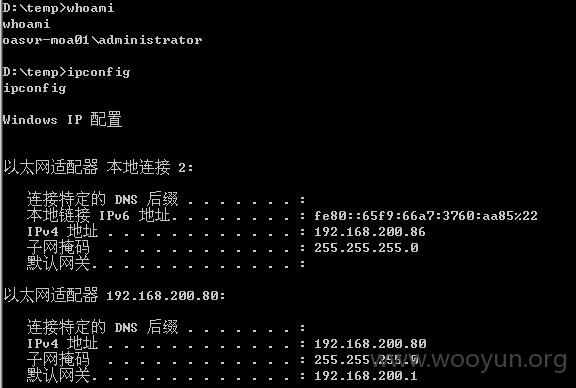 D:\temp>whoami
whoami
oasvr-moa01\administrator
D:\temp>ipconfig
ipconfig
Windows IP 配置
以太网适配器 本地连接 2:
连接特定的 DNS 后缀 . . . . . . . :
本地链接 IPv6 地址. . . . . . . . : fe80::65f9:66a7:3760:aa85%22
IPv4 地址 . . . . . . . . . . . . : 192.168.200.86
子网掩码 . . . . . . . . . . . . : 255.255.255.0
默认网关. . . . . . . . . . . . . :
以太网适配器 192.168.200.80:
连接特定的 DNS 后缀 . . . . . . . :
IPv4 地址 . . . . . . . . . . . . : 192.168.200.80
子网掩码 . . . . . . . . . . . . : 255.255.255.0
默认网关. . . . . . . . . . . . . : 192.168.200.1
www.wooyun.org